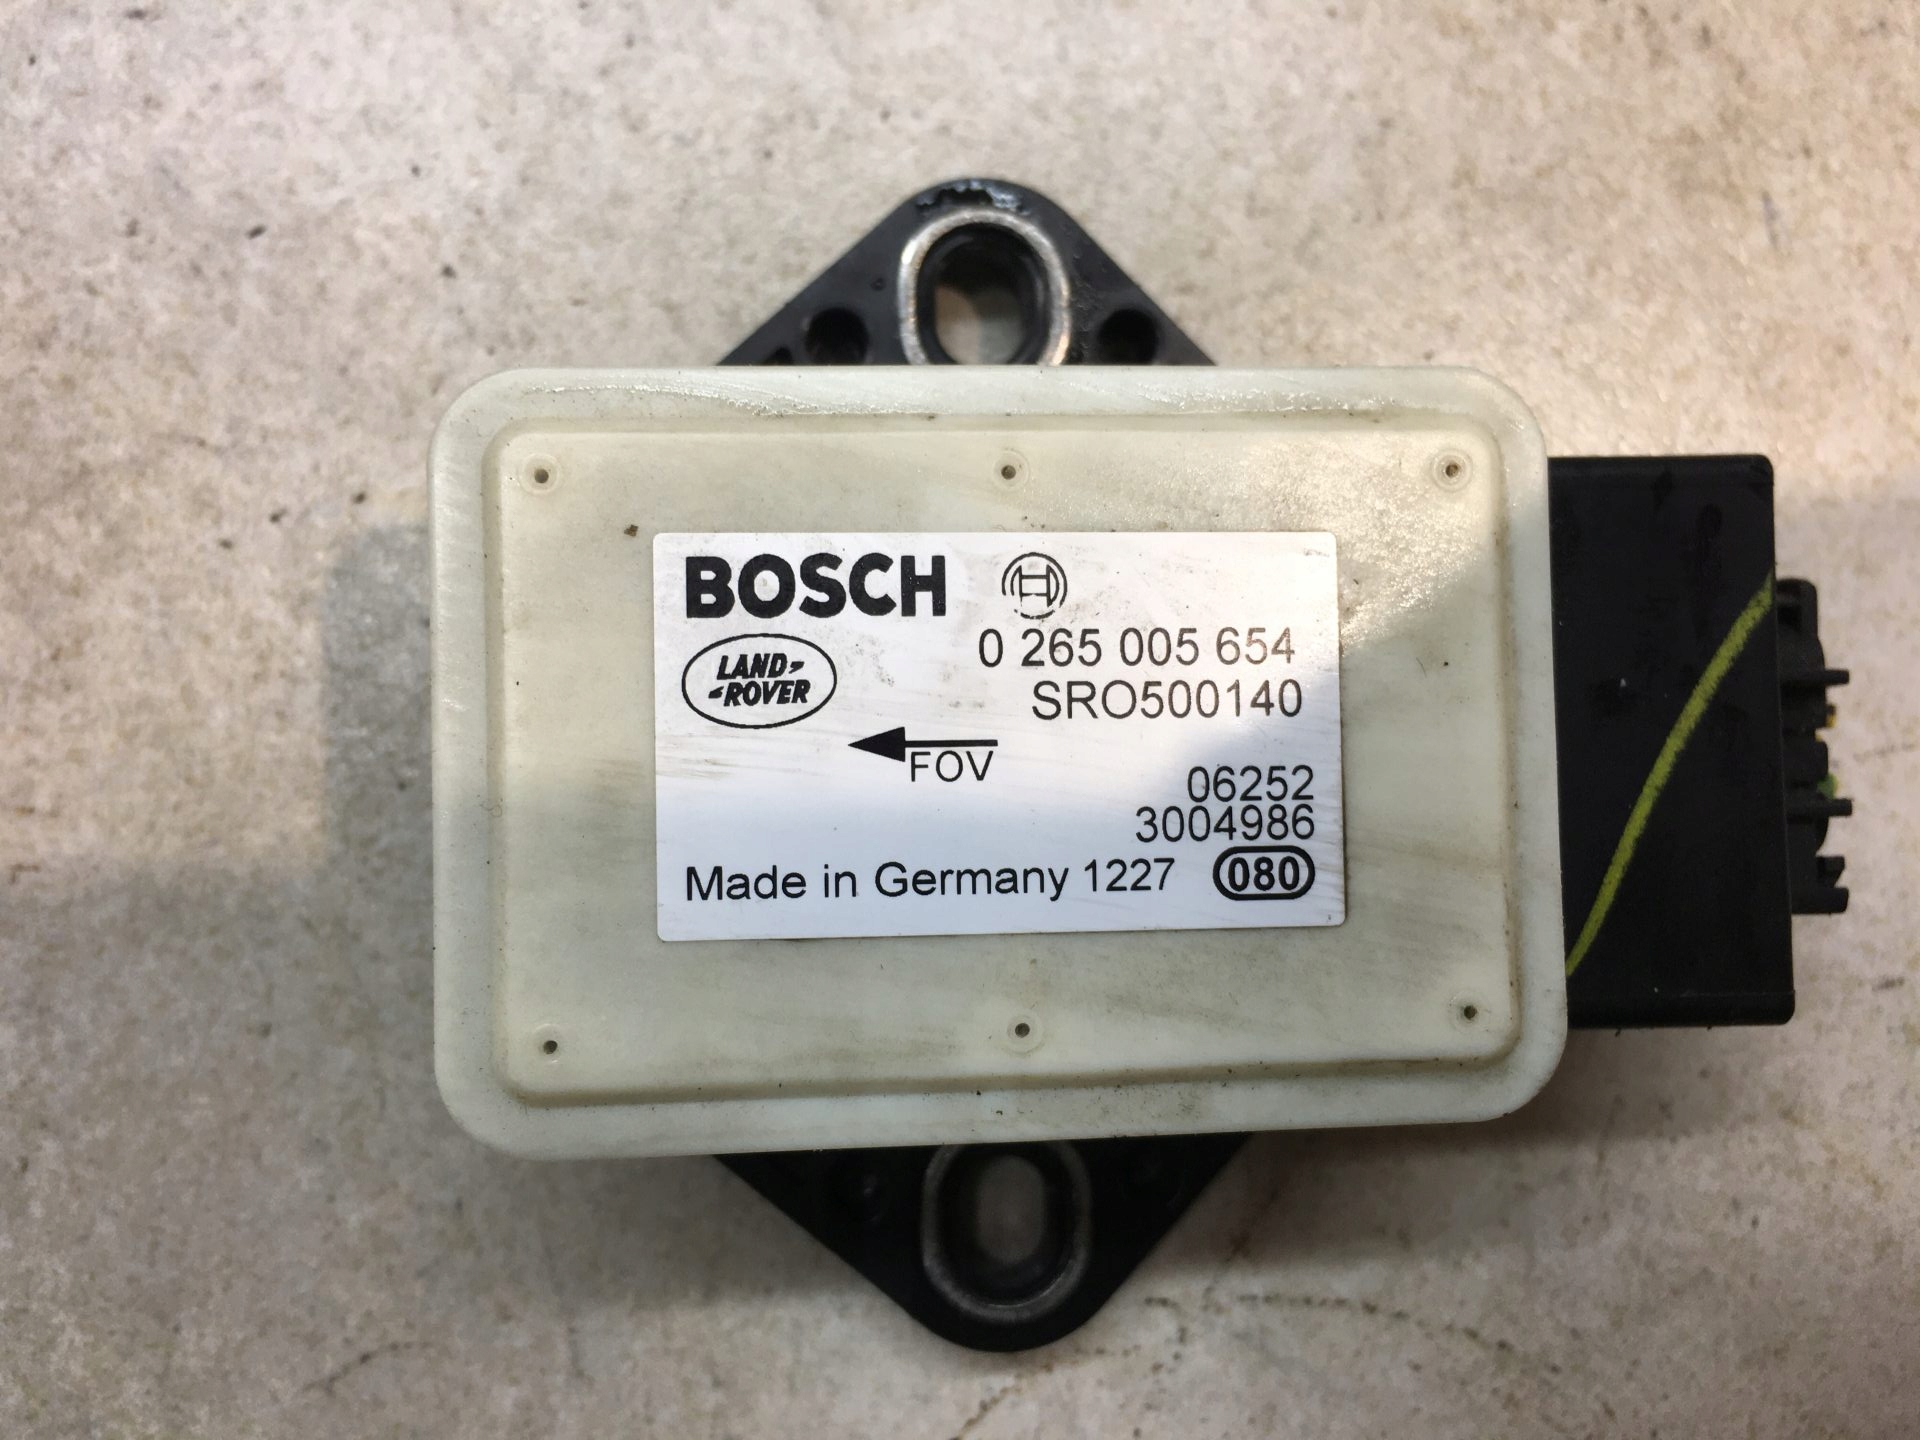 BOSCH
0 265 005 654
LAND-
-ROVER
SRO500140
FOV
06252
3004986
Made in Germany 1227 080